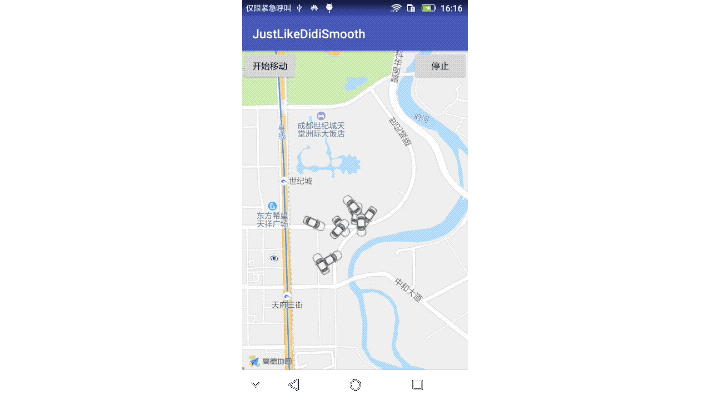 仅限紧急呼叫
16:16
JustLikeDidiSmooth
开始移动
停止
成都世纪城天
堂洲际大饭店
世纪城
东方希望
天祥广场
天府三街
中和大道
高德地图